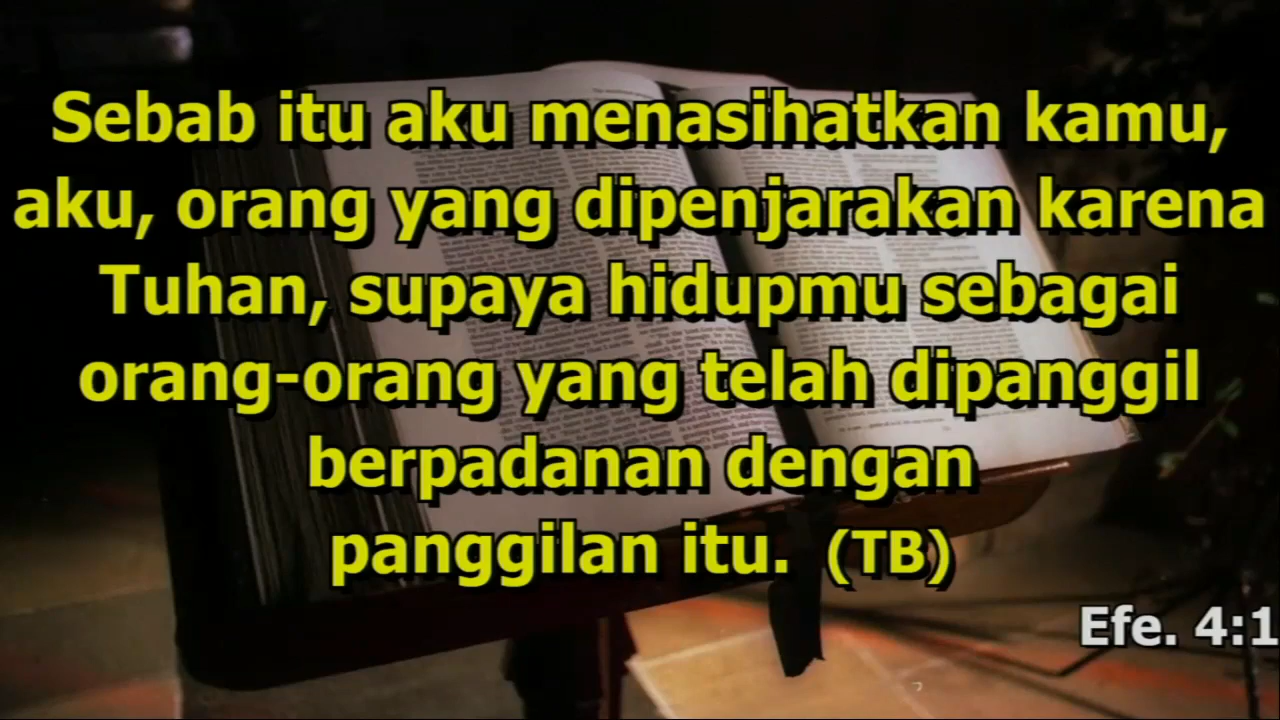 Sebab itu aku menasihatkan kamu,
aku, orang yang dipenjarakan karena
Tuhan, supaya hidupmu sebagai
orang-orang yang telah dipanggil
berpadanan dengan
panggilan itu. (TB)
Efe. 4:1